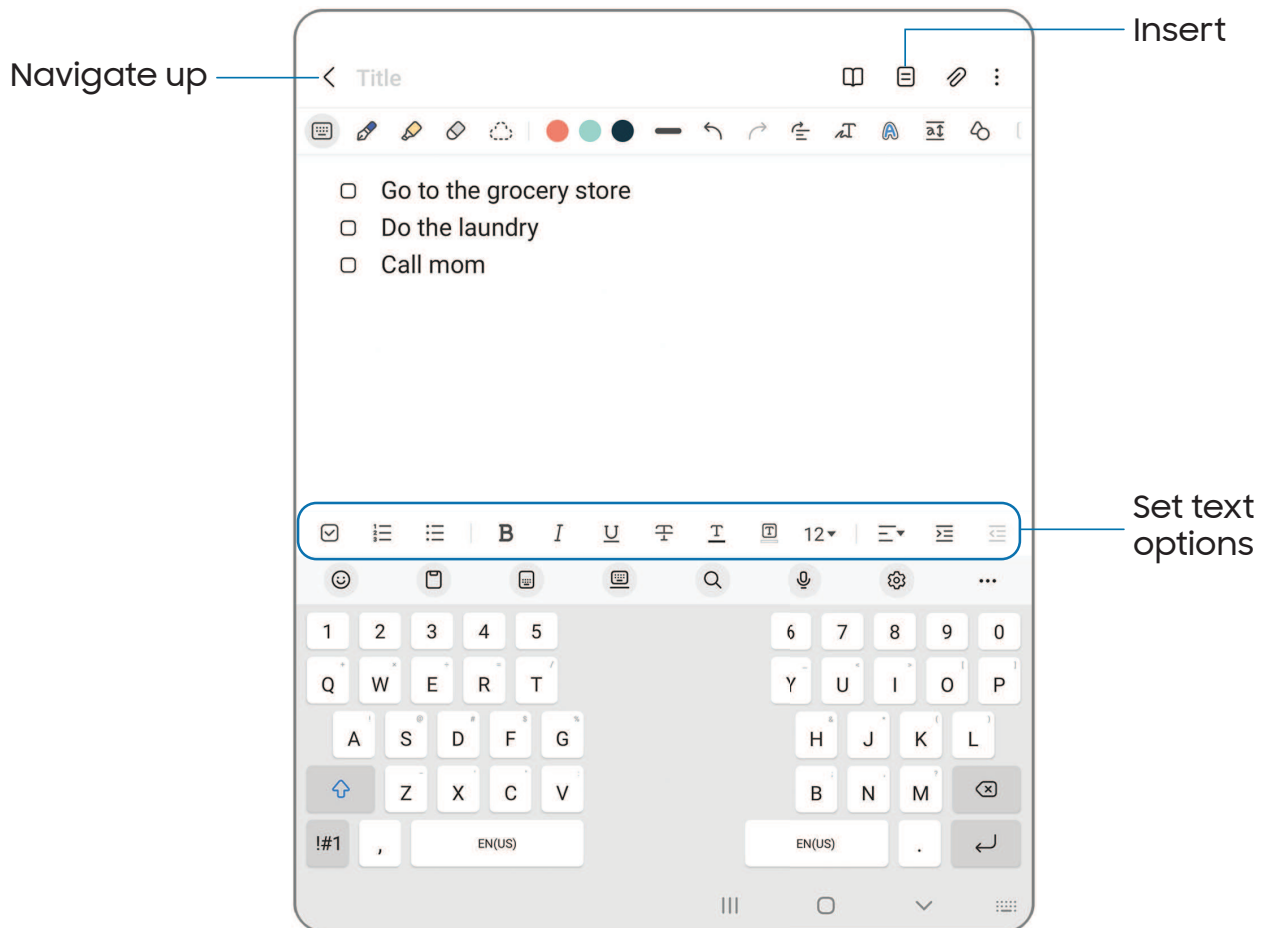 Insert
Navigate up
Title
Go to the grocery store
Do the laundry
Call mom
Set text
options
B I U T T T 12
1 2 3 4 5 6 7 8 9 0
Q W E R T Y U I O P
A S D F G H J K L
Z X C V B N M
!#1 , EN(US) EN(US) .